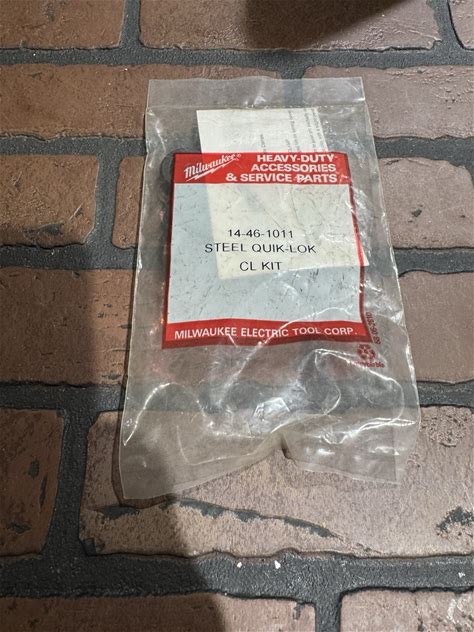 Milwaukee®
HEAVY-DUTY
ACCESSORIES
& SERVICE PARTS
14-46-1011
STEEL QUIK-LOK
CL KIT
MILWAUKEE ELECTRIC TOOL CORP.